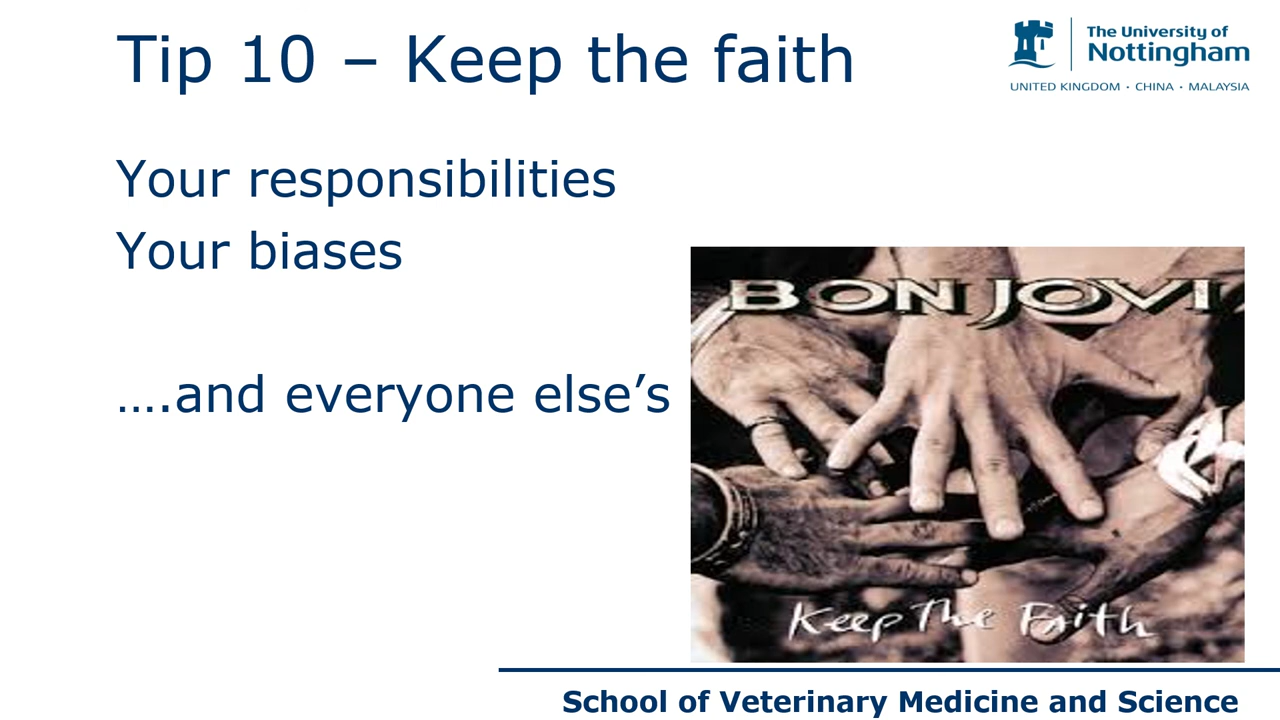 Tip 10 – Keep the faith
The University of
Nottingham
UNITED KINGDOM · CHINA · MALAYSIA
Your responsibilities
Your biases
….and everyone else’s
BON JOVI
Keep The Faith
School of Veterinary Medicine and Science